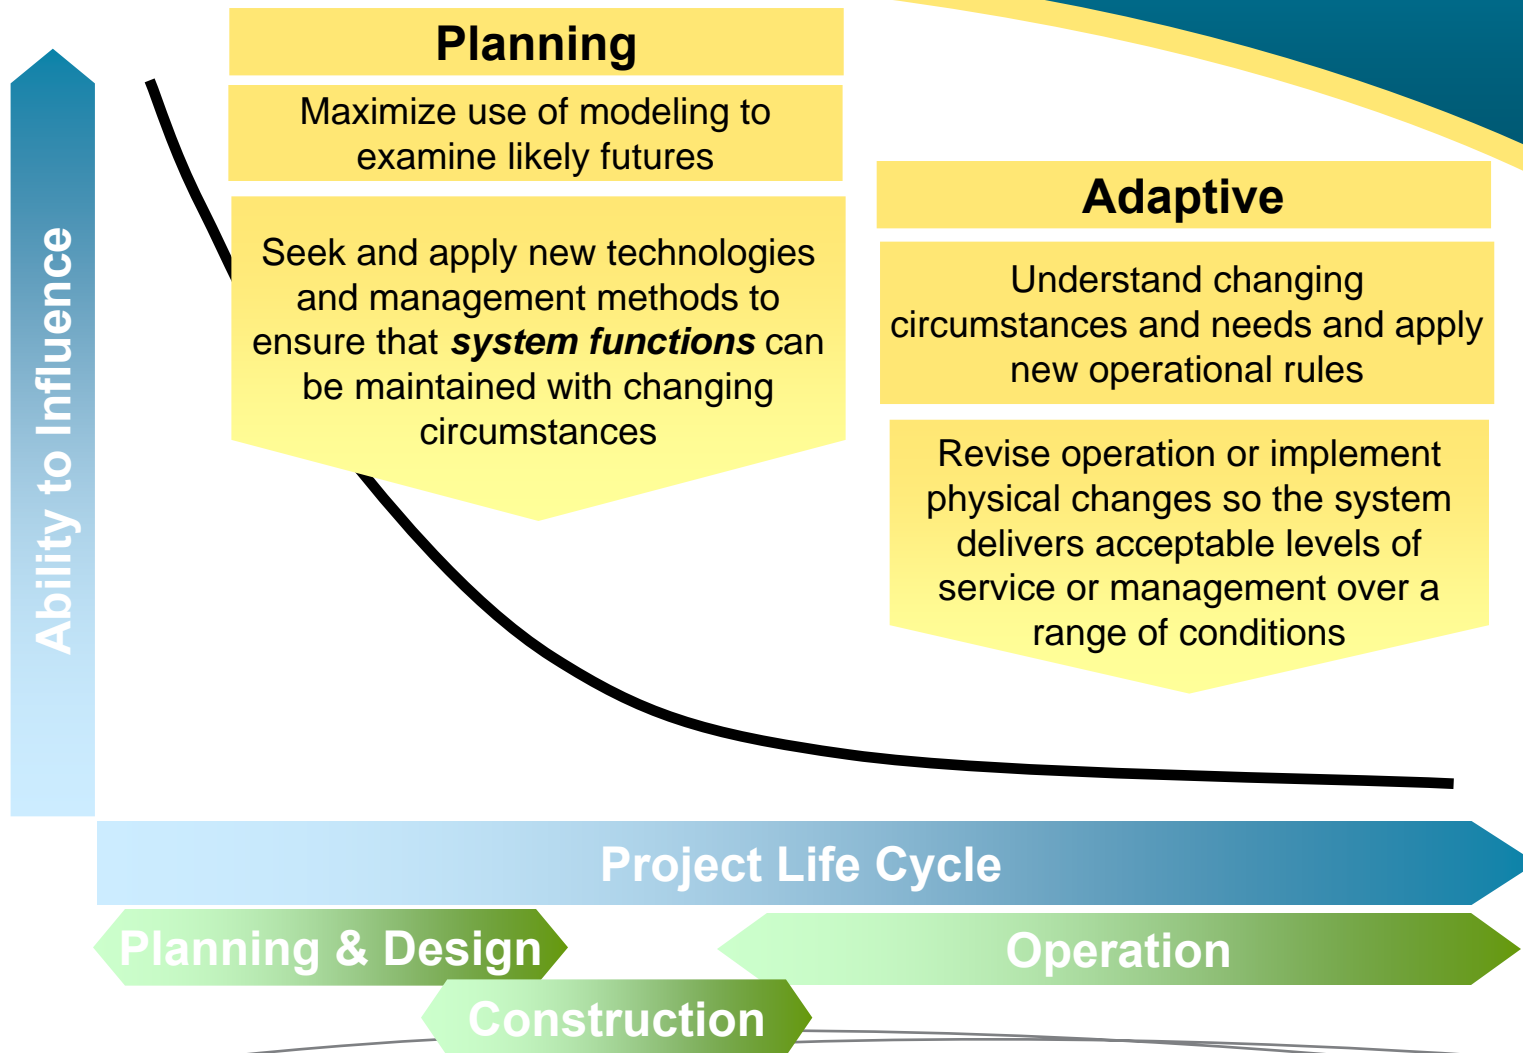 Planning
Maximize use of modeling to
examine likely futures
Seek and apply new technologies
and management methods to
ensure that system functions can
be maintained with changing
circumstances
Adaptive
Understand changing
circumstances and needs and apply
new operational rules
Revise operation or implement
physical changes so the system
delivers acceptable levels of
service or management over a
range of conditions
Ability to Influence
Project Life Cycle
Planning & Design
Operation
Construction